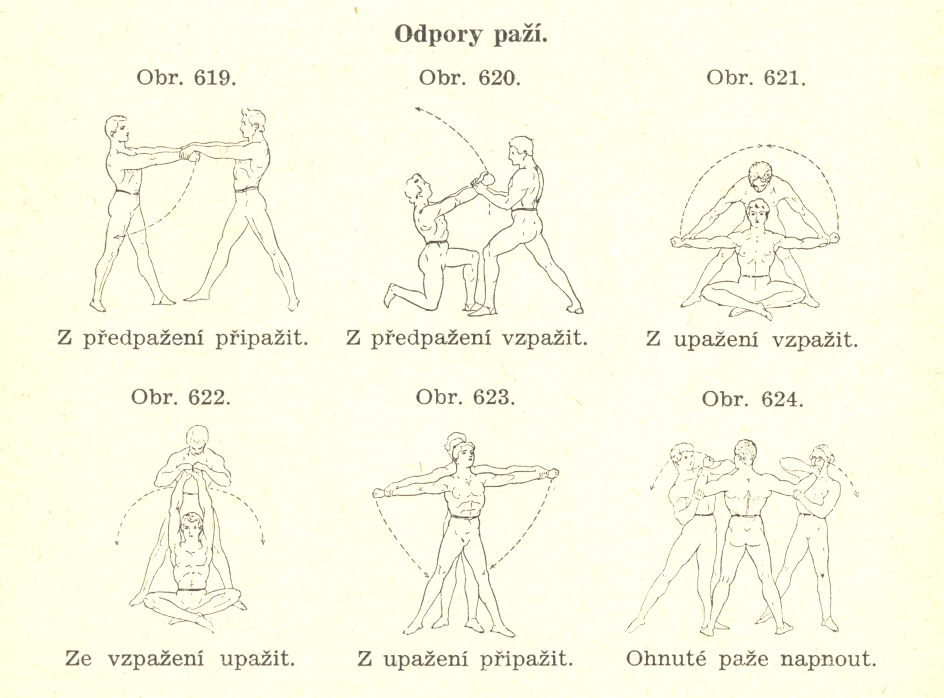 Odpory paží.
Obr. 619.
Obr. 620.
Obr. 621.
Z předpažení připažit.
Z předpažení vzpažit.
Z upažení vzpažit.
Obr. 622.
Obr. 623.
Obr. 624.
Ze vzpažení upažit.
Z upažení připažit.
Ohnuté paže napnout.